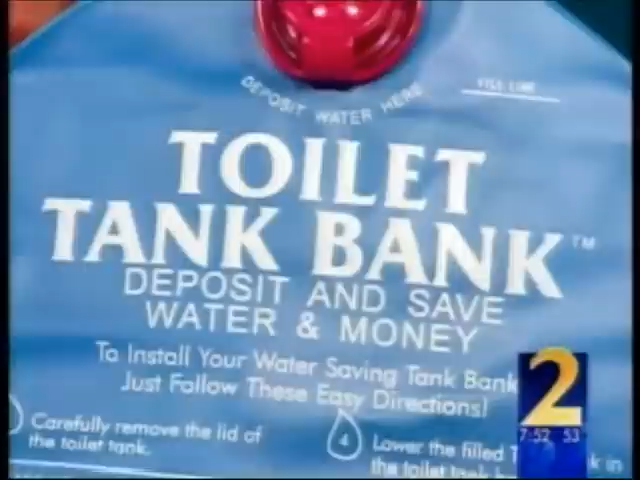 DEPOSIT WATER HERE
FILL LINE
TOILET
TANK BANK™
DEPOSIT AND SAVE
WATER & MONEY
To Install Your Water Saving Tank Bank
Just Follow These Easy Directions!
Carefully remove the lid of
the toilet tank.
4
Lower the filled T k in
the toilet tank
2
7:52 53